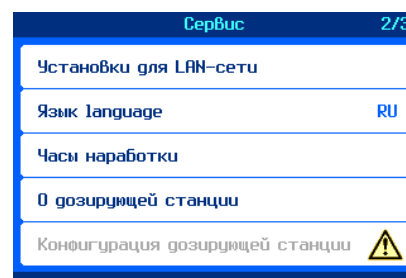 Сервис 2/3
Установки для LAN-сети
Язык language RU
Часы наработки
О дозирующей станции
Конфигурация дозирующей станции